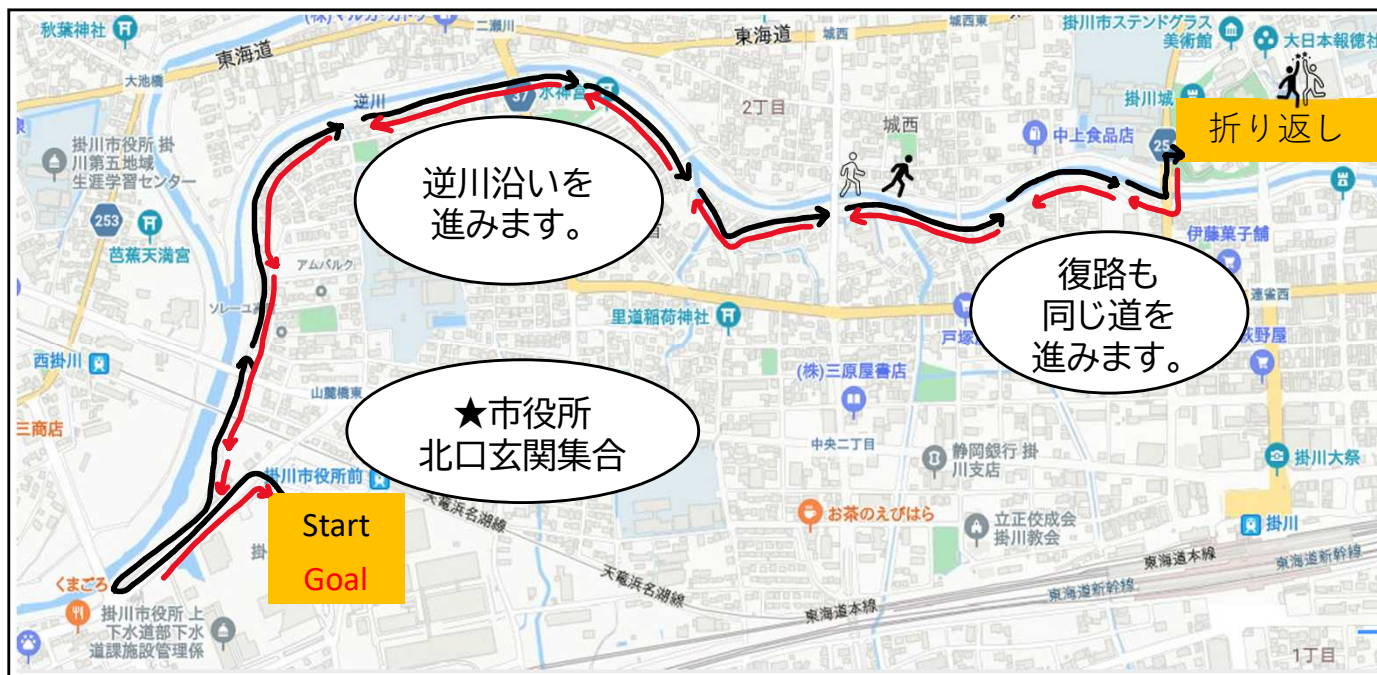 秋葉神社
東海道
二瀬川
東海道
城西
城西東
掛川市ステンドグラス
美術館
大日本報徳社
大池橋
逆川
37
水神宮
2丁目
掛川城
城西
中上食品店
折り返し
掛川市役所 掛
川第五地域
生涯学習センター
253
芭蕉天満宮
逆川沿いを
進みます。
アムバルク
ソレーユ
伊藤菓子舗
復路も
同じ道を
進みます。
連雀西
里道稲荷神社
戸塚
荻野屋
西掛川
山麓橋東
(株)三原屋書店
三商店
★市役所
北口玄関集合
中央二丁目
静岡銀行 掛
川支店
掛川大祭
掛川市役所前
天竜浜名湖線
Start
Goal
お茶のえびはら
立正佼成会
掛川教会
掛川
東海道本線
東海道新幹線
くまごろ
掛川市役所 上
下水道部下水
道課施設管理係
天竜浜名湖線
東海道本線
東海道新幹線
1丁目